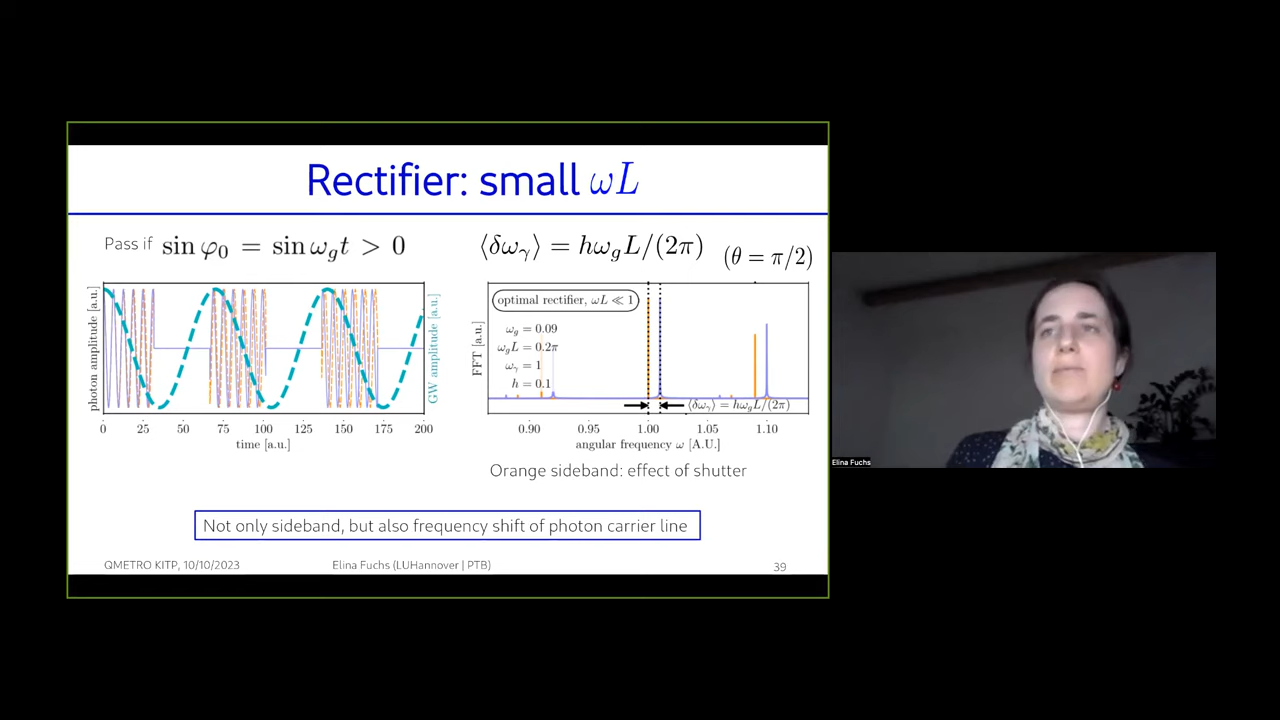 Rectifier: small ωL
Pass if sin φ₀ = sin ω_g t > 0
⟨δω_γ⟩ = hω_g L/(2π) (θ = π/2)
photon amplitude [a.u.]
GW amplitude [a.u.]
0 25 50 75 100 125 150 175 200
time [a.u.]
FFT [a.u.]
optimal rectifier, ωL ≪ 1
ω_g = 0.09
ω_g L = 0.2π
ω_γ = 1
h = 0.1
⟨δω_γ⟩ = hω_g L/(2π)
0.90 0.95 1.00 1.05 1.10
angular frequency ω [A.U.]
Orange sideband: effect of shutter
Not only sideband, but also frequency shift of photon carrier line
QMETRO KITP, 10/10/2023 Elina Fuchs (LUHannover | PTB) 39
Elina Fuchs